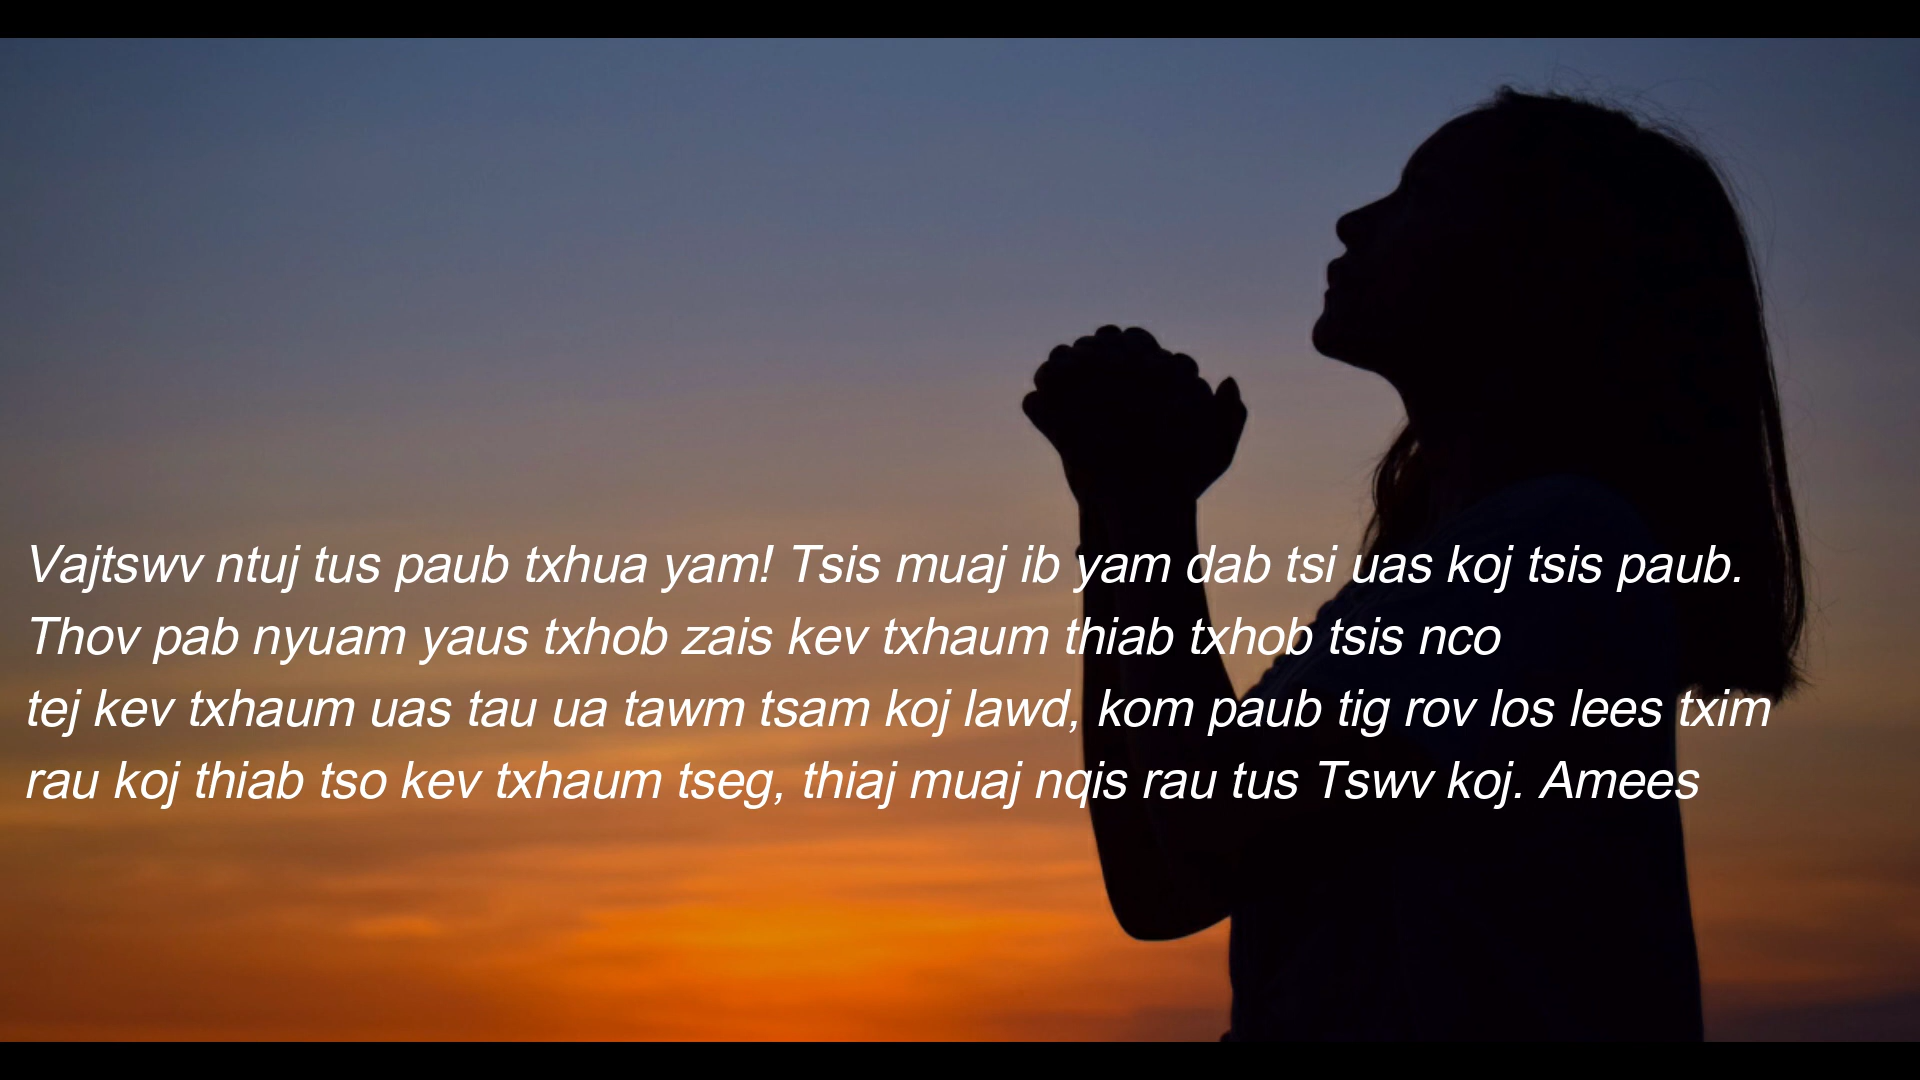 Vajtswv ntuj tus paub txhua yam! Tsis muaj ib yam dab tsi uas koj tsis paub.
Thov pab nyuam yaus txhob zais kev txhaum thiab txhob tsis nco
tej kev txhaum uas tau ua tawm tsam koj lawd, kom paub tig rov los lees txim
rau koj thiab tso kev txhaum tseg, thiaj muaj nqis rau tus Tswv koj. Amees